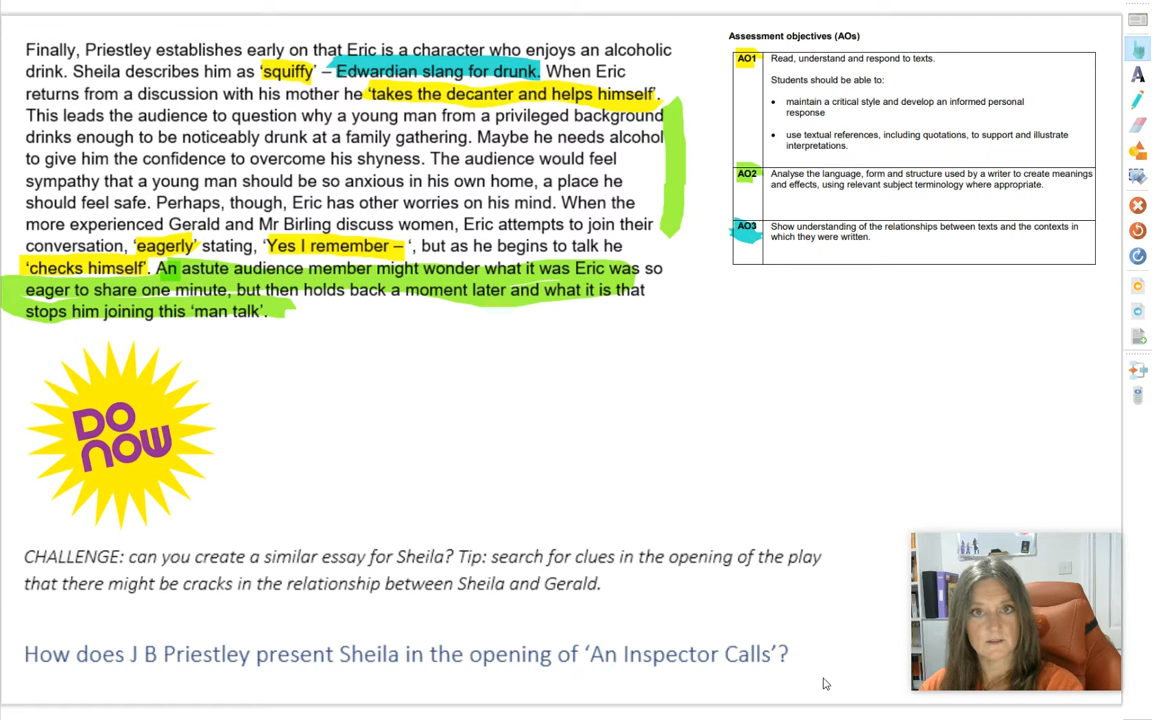 Finally, Priestley establishes early on that Eric is a character who enjoys an alcoholic
drink. Sheila describes him as ‘squiffy’ – Edwardian slang for drunk. When Eric
returns from a discussion with his mother he ‘takes the decanter and helps himself’.
This leads the audience to question why a young man from a privileged background
drinks enough to be noticeably drunk at a family gathering. Maybe he needs alcohol
to give him the confidence to overcome his shyness. The audience would feel
sympathy that a young man should be so anxious in his own home, a place he
should feel safe. Perhaps, though, Eric has other worries on his mind. When the
more experienced Gerald and Mr Birling discuss women, Eric attempts to join their
conversation, ‘eagerly’ stating, ‘Yes I remember – ‘, but as he begins to talk he
‘checks himself’. An astute audience member might wonder what it was Eric was so
eager to share one minute, but then holds back a moment later and what it is that
stops him joining this ‘man talk’.
Assessment objectives (AOs)
AO1 Read, understand and respond to texts.
Students should be able to:
• maintain a critical style and develop an informed personal
response
• use textual references, including quotations, to support and illustrate
interpretations.
AO2 Analyse the language, form and structure used by a writer to create meanings
and effects, using relevant subject terminology where appropriate.
AO3 Show understanding of the relationships between texts and the contexts in
which they were written.
DO
NOW
CHALLENGE: can you create a similar essay for Sheila? Tip: search for clues in the opening of the play
that there might be cracks in the relationship between Sheila and Gerald.
How does J B Priestley present Sheila in the opening of ‘An Inspector Calls’?